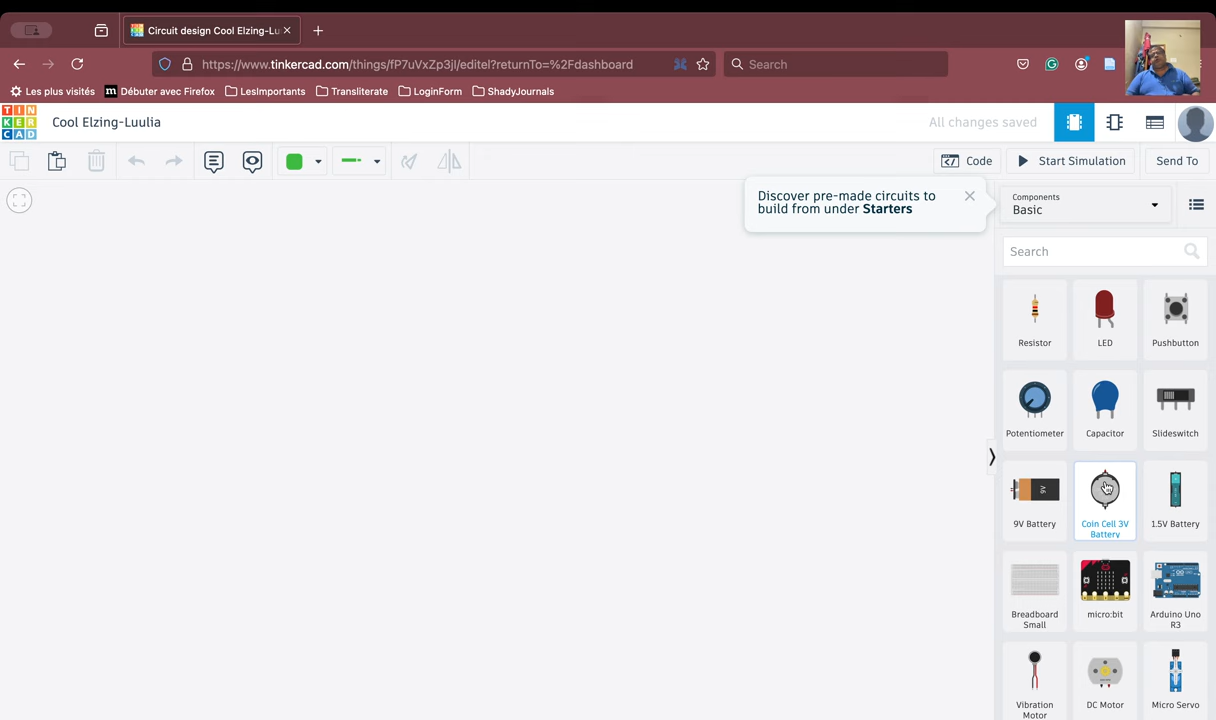 Circuit design Cool Elzing-Lu
https://www.tinkercad.com/things/fP7uVxZp3jl/editel?returnTo=%2Fdashboard
Search
Les plus visités
Débuter avec Firefox
LesImportants
Transliterate
LoginForm
ShadyJournals
TIN
KER
CAD
Cool Elzing-Luulia
All changes saved
Code
Start Simulation
Send To
Discover pre-made circuits to
build from under Starters
Components
Basic
Search
Resistor
LED
Pushbutton
Potentiometer
Capacitor
Slideswitch
9V
9V Battery
Coin Cell 3V
Battery
1.5V Battery
Breadboard
Small
micro:bit
Arduino Uno
R3
Vibration
Motor
DC Motor
Micro Servo